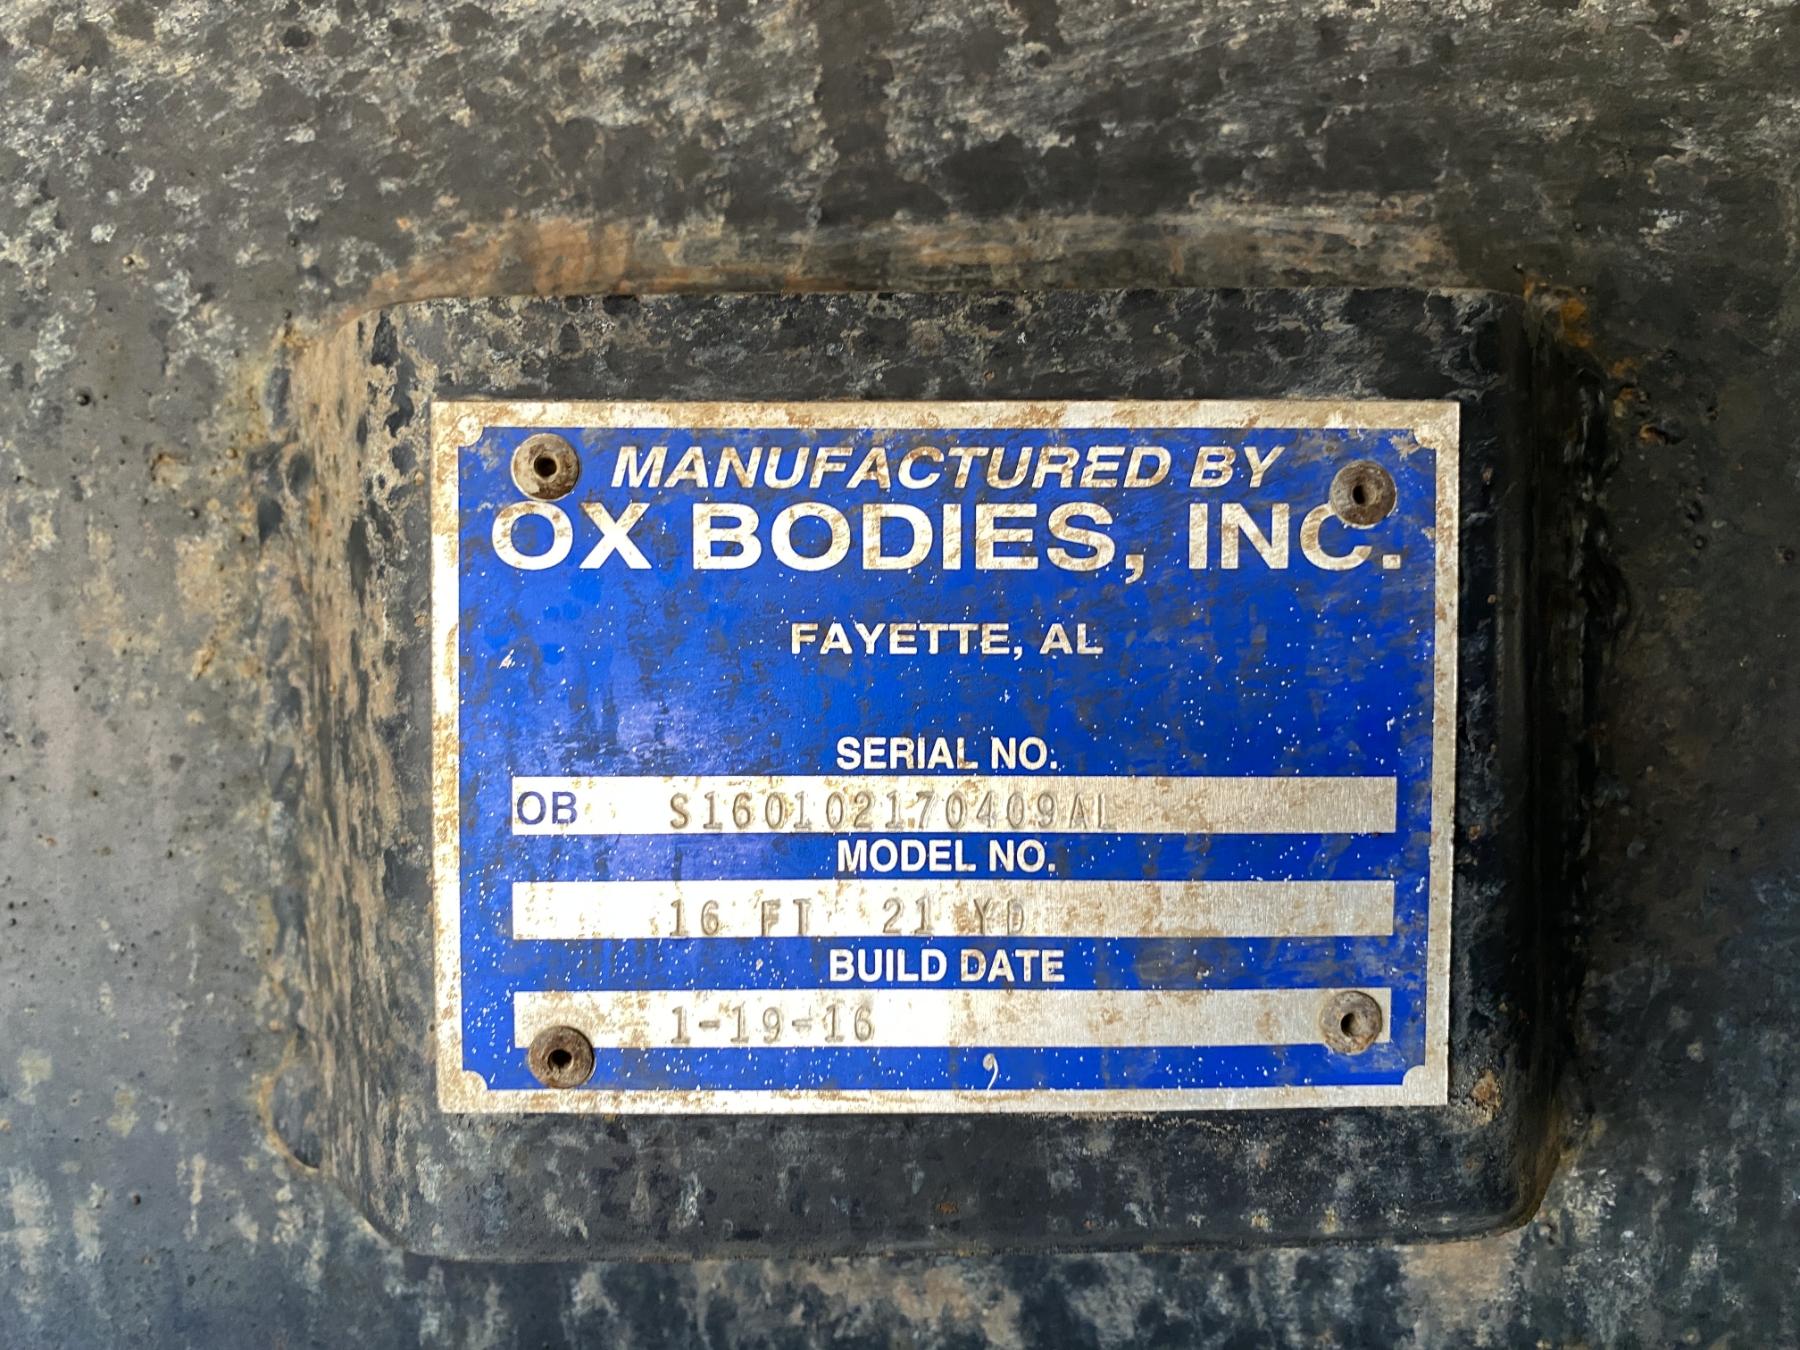 MANUFACTURED BY
OX BODIES, INC.
FAYETTE, AL
SERIAL NO.
OB S160102170409AL
MODEL NO.
16 FT 21 YD
BUILD DATE
1-19-16